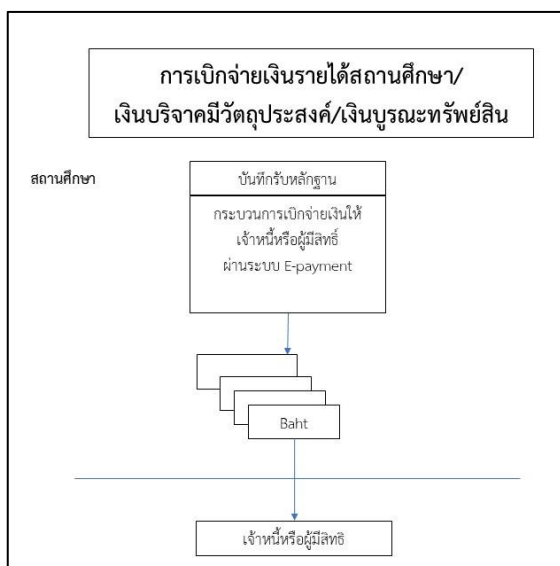 การเบิกจ่ายเงินรายได้สถานศึกษา/
เงินบริจาคมีวัตถุประสงค์/เงินบูรณะทรัพย์สิน
สถานศึกษา
บันทึกรับหลักฐาน
กระบวนการเบิกจ่ายเงินให้
เจ้าหนี้หรือผู้มีสิทธิ์
ผ่านระบบ E-payment
Baht
เจ้าหนี้หรือผู้มีสิทธิ